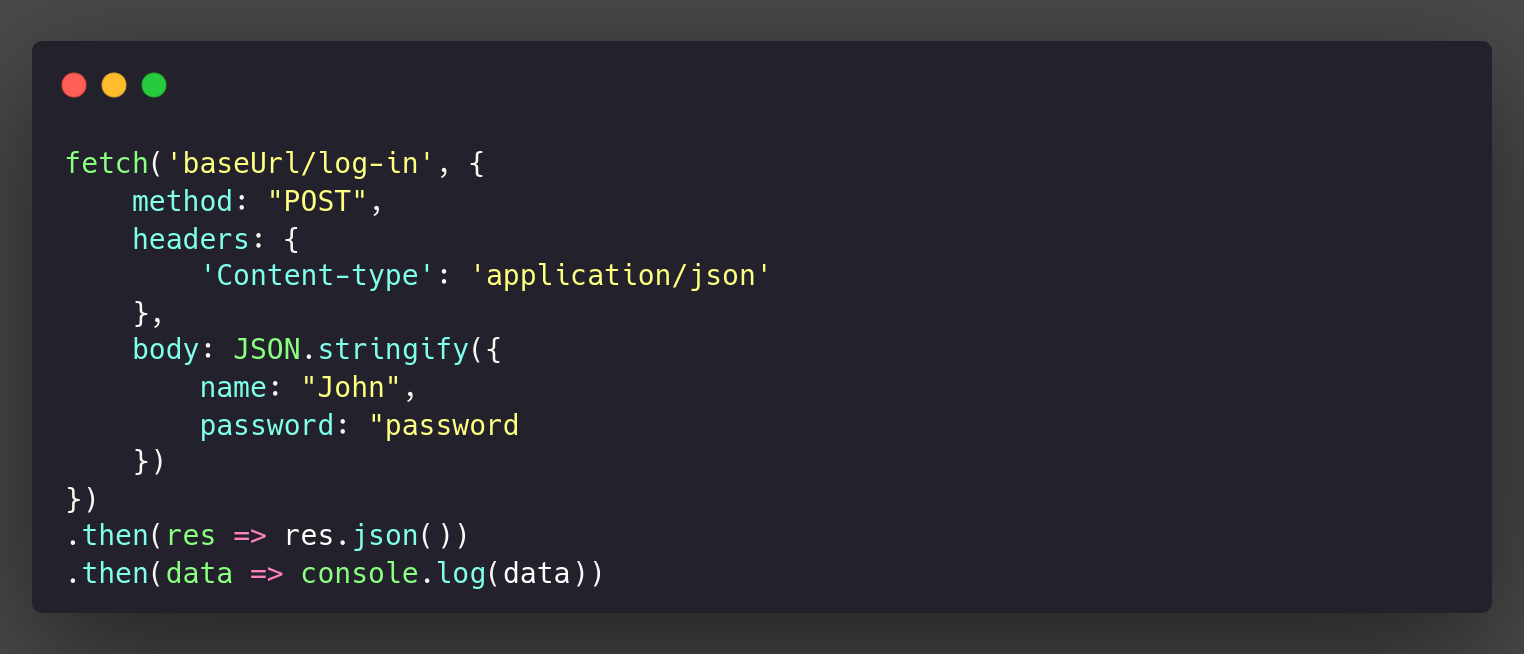 fetch('baseUrl/log-in', {
    method: "POST",
    headers: {
        'Content-type': 'application/json'
    },
    body: JSON.stringify({
        name: "John",
        password: "password
    })
})
.then(res => res.json())
.then(data => console.log(data))